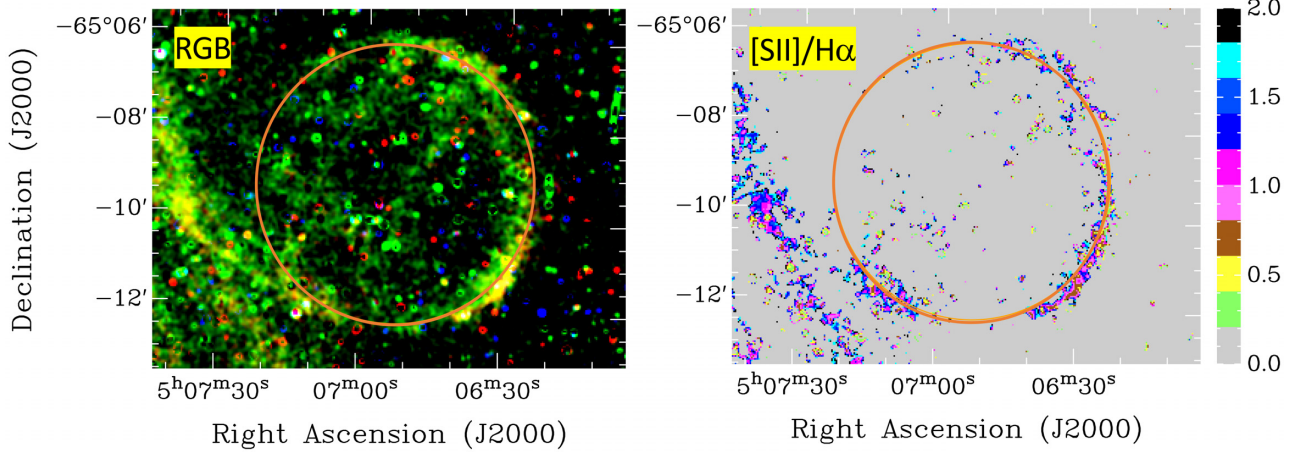 RGB
[SII]/Hα
−65°06′
−08′
−10′
−12′
5ʰ07ᵐ30ˢ
07ᵐ00ˢ
06ᵐ30ˢ
Right Ascension (J2000)
Declination (J2000)
−65°06′
−08′
−10′
−12′
5ʰ07ᵐ30ˢ
07ᵐ00ˢ
06ᵐ30ˢ
Right Ascension (J2000)
2.0
1.5
1.0
0.5
0.0